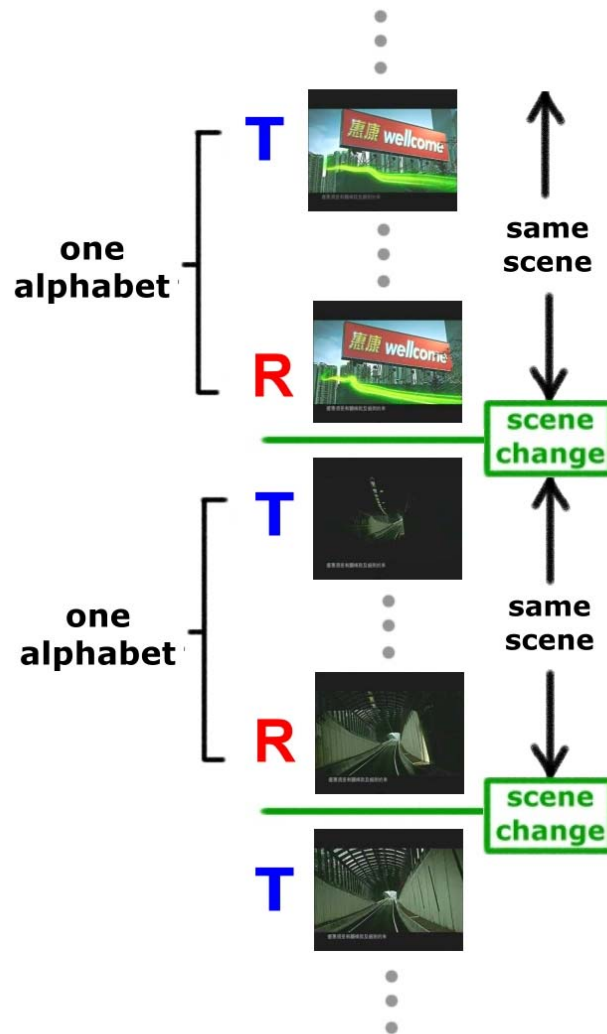 T
惠康 wellcome
one
alphabet
same
scene
惠康 wellcome
R
scene
change
T
one
alphabet
same
scene
R
scene
change
T